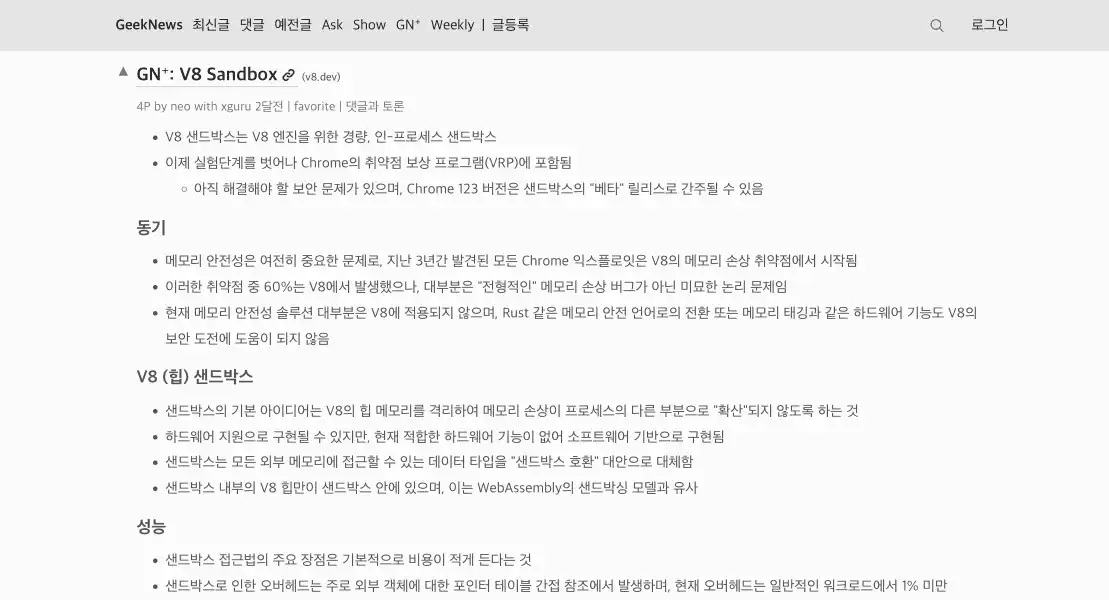 GeekNews 최신글 댓글 예전글 Ask Show GN⁺ Weekly | 글등록 로그인
▲ GN⁺: V8 Sandbox (v8.dev)
4P by neo with xguru 2달전 | favorite | 댓글과 토론
• V8 샌드박스는 V8 엔진을 위한 경량, 인-프로세스 샌드박스
• 이제 실험단계를 벗어나 Chrome의 취약점 보상 프로그램(VRP)에 포함됨
○ 아직 해결해야 할 보안 문제가 있으며, Chrome 123 버전은 샌드박스의 "베타" 릴리스로 간주될 수 있음
동기
• 메모리 안전성은 여전히 중요한 문제로, 지난 3년간 발견된 모든 Chrome 익스플로잇은 V8의 메모리 손상 취약점에서 시작됨
• 이러한 취약점 중 60%는 V8에서 발생했으나, 대부분은 "전형적인" 메모리 손상 버그가 아닌 미묘한 논리 문제임
• 현재 메모리 안전성 솔루션 대부분은 V8에 적용되지 않으며, Rust 같은 메모리 안전 언어로의 전환 또는 메모리 태깅과 같은 하드웨어 기능도 V8의
보안 도전에 도움이 되지 않음
V8 (힙) 샌드박스
• 샌드박스의 기본 아이디어는 V8의 힙 메모리를 격리하여 메모리 손상이 프로세스의 다른 부분으로 "확산"되지 않도록 하는 것
• 하드웨어 지원으로 구현될 수 있지만, 현재 적합한 하드웨어 기능이 없어 소프트웨어 기반으로 구현됨
• 샌드박스는 모든 외부 메모리에 접근할 수 있는 데이터 타입을 "샌드박스 호환" 대안으로 대체함
• 샌드박스 내부의 V8 힙만이 샌드박스 안에 있으며, 이는 WebAssembly의 샌드박싱 모델과 유사
성능
• 샌드박스 접근법의 주요 장점은 기본적으로 비용이 적게 든다는 것
• 샌드박스로 인한 오버헤드는 주로 외부 객체에 대한 포인터 테이블 간접 참조에서 발생하며, 현재 오버헤드는 일반적인 워크로드에서 1% 미만